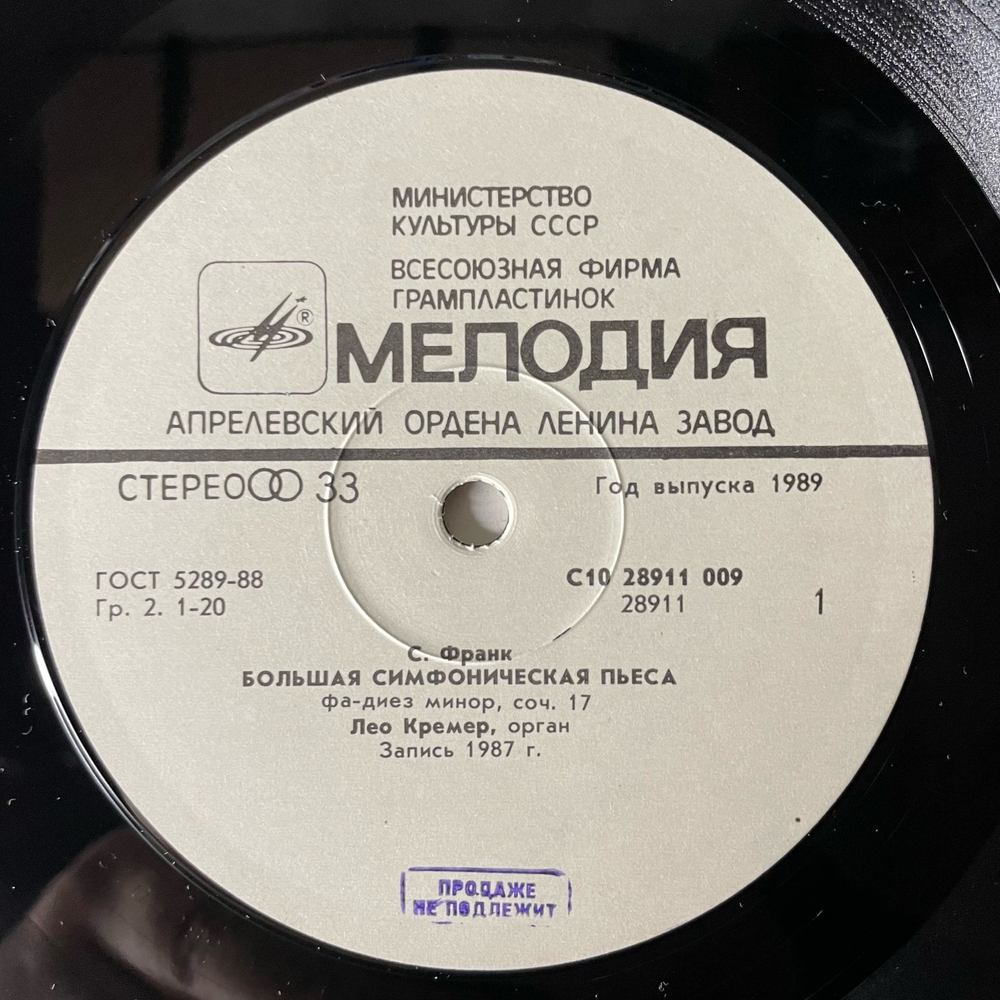 МИНИСТЕРСТВО
КУЛЬТУРЫ СССР
ВСЕСОЮЗНАЯ ФИРМА
ГРАМПЛАСТИНОК
®
МЕЛОДИЯ
АПРЕЛЕВСКИЙ ОРДЕНА ЛЕНИНА ЗАВОД
СТЕРЕО 33
Год выпуска 1989
ГОСТ 5289-88
Гр. 2. 1-20
С10 28911 009
28911
1
С. Франк
БОЛЬШАЯ СИМФОНИЧЕСКАЯ ПЬЕСА
фа-диез минор, соч. 17
Лео Кремер, орган
Запись 1987 г.
ПРОДАЖЕ
НЕ ПОДЛЕЖИТ